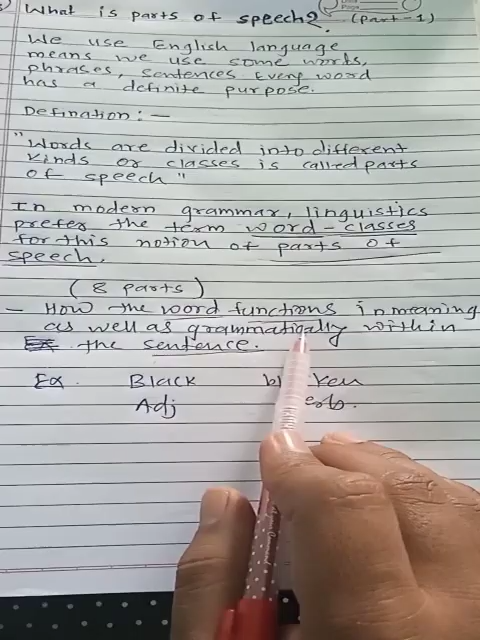 What is parts of speech? (part-1)
We use English language
means we use some words,
phrases, sentences Every word
has a definite purpose.
Defination:-
"Words are divided into different
kinds or classes is called parts
of speech"
In modern grammar, linguistics
prefer the term word-classes
for this notion of parts of
speech.
(8 parts)
- How the word functions in meaning
as well as grammatically within
the sentence.
Ex. Black
Adj